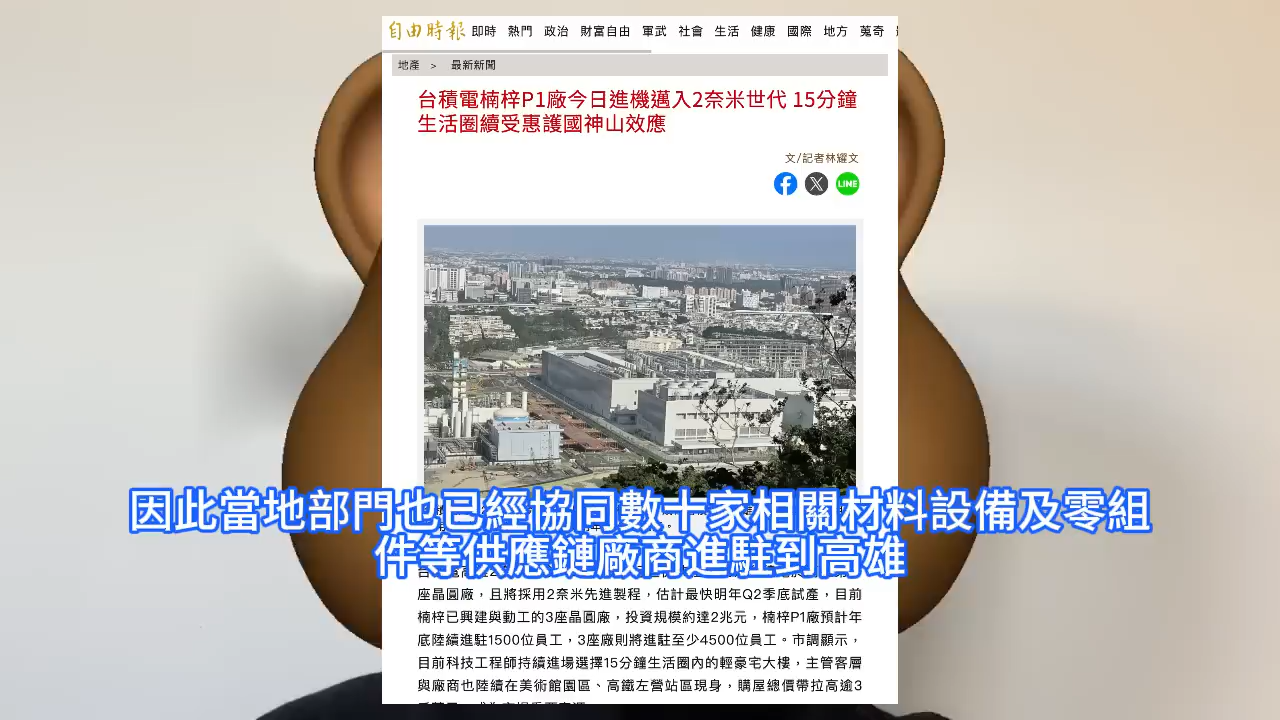 自由時報 即時 熱門 政治 財富自由 軍武 社會 生活 健康 國際 地方 蒐奇
地產 > 最新新聞
台積電楠梓P1廠今日進機邁入2奈米世代 15分鐘
生活圈續受惠護國神山效應
文/記者林耀文
LINE
因此當地部門也已經協同數十家相關材料設備及零組
件等供應鏈廠商進駐到高雄
座晶圓廠，且將採用2奈米先進製程，估計最快明年Q2季底試產，目前
楠梓已興建與動工的3座晶圓廠，投資規模約達2兆元，楠梓P1廠預計年
底陸續進駐1500位員工，3座廠則將進駐至少4500位員工。市調顯示，
目前科技工程師持續進場選擇15分鐘生活圈內的輕豪宅大樓，主管客層
與廠商也陸續在美術館園區、高鐵左營站區現身，購屋總價帶拉高逾3